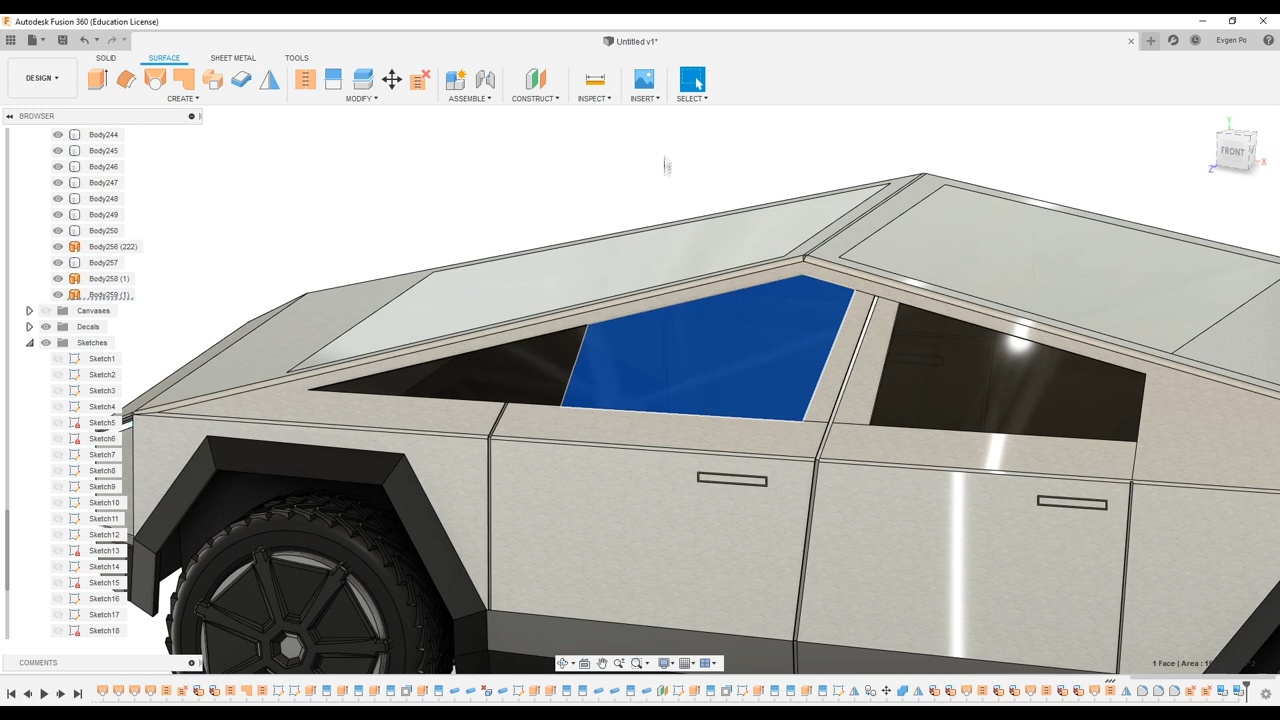 Autodesk Fusion 360 (Education License)
Untitled v1*
Evgen Po
SOLID SURFACE SHEET METAL TOOLS
DESIGN
CREATE MODIFY ASSEMBLE CONSTRUCT INSPECT INSERT SELECT
BROWSER
Body244
Body245
Body246
Body247
Body248
Body249
Body250
Body256 (222)
Body257
Body258 (1)
Body259 (1)
Canvases
Decals
Sketches
Sketch1
Sketch2
Sketch3
Sketch4
Sketch5
Sketch6
Sketch7
Sketch8
Sketch9
Sketch10
Sketch11
Sketch12
Sketch13
Sketch14
Sketch15
Sketch16
Sketch17
Sketch18
Y
FRONT
X
Z
COMMENTS
1 Face | Area :